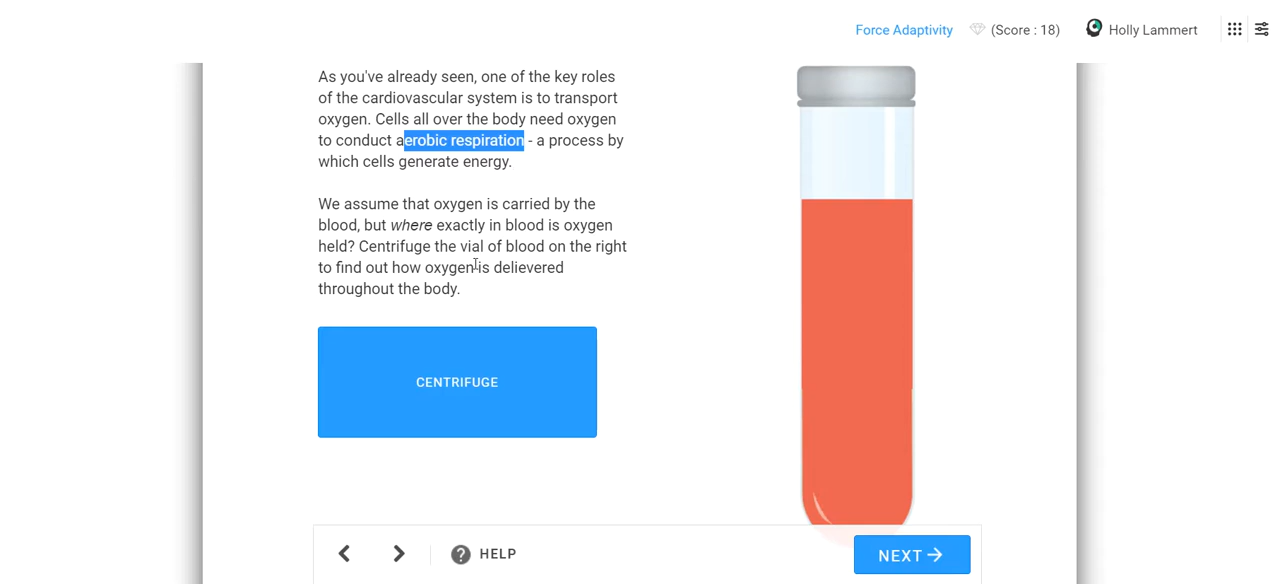 Force Adaptivity (Score : 18) Holly Lammert
As you've already seen, one of the key roles
of the cardiovascular system is to transport
oxygen. Cells all over the body need oxygen
to conduct aerobic respiration - a process by
which cells generate energy.
We assume that oxygen is carried by the
blood, but where exactly in blood is oxygen
held? Centrifuge the vial of blood on the right
to find out how oxygen is delievered
throughout the body.
CENTRIFUGE
HELP
NEXT